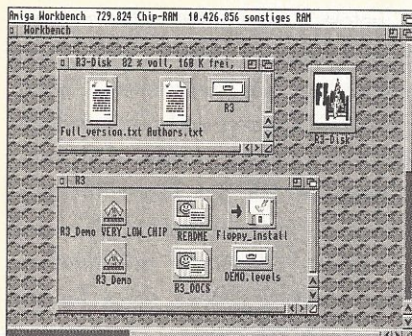 Amiga Workbench 729.824 Chip-RAM 10.426.856 sonstiges RAM
Workbench
R3-Disk 82 % voll, 168 K frei,
Full_version.txt Authors.txt R3
R3-Disk
R3
R3_Demo VERY_LOW_CHIP README Floppy_Install
R3_Demo R3_DOCS DEMO.levels